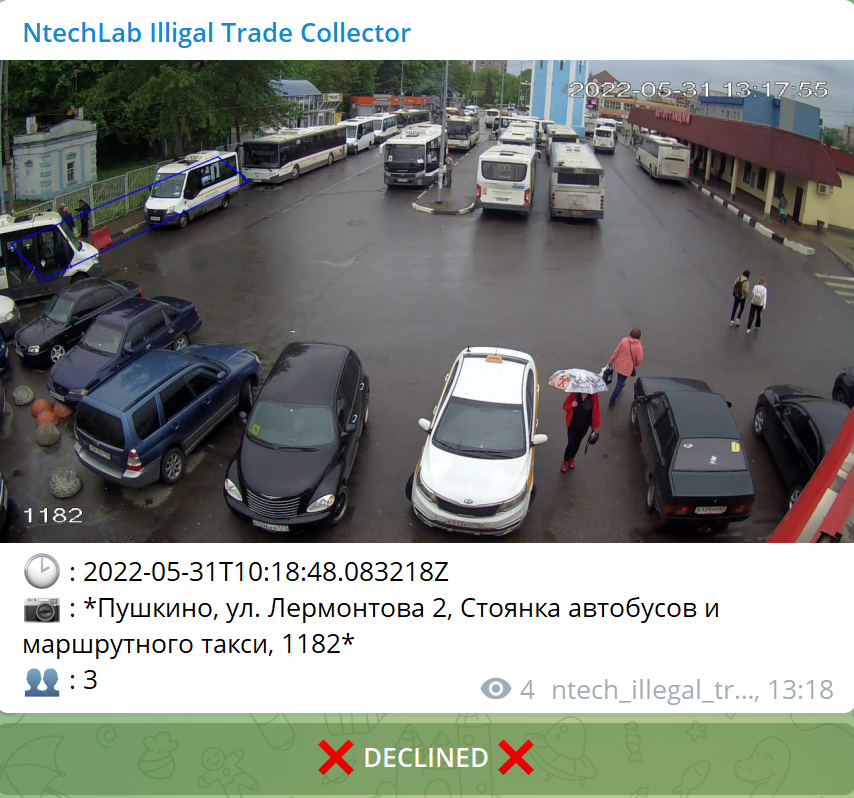 NtechLab Illigal Trade Collector
2022-05-31 13:17:55
АВТОСТАНЦИЯ
1182
: 2022-05-31T10:18:48.083218Z
: *Пушкино, ул. Лермонтова 2, Стоянка автобусов и
маршрутного такси, 1182*
: 3
4 ntech_illegal_tr..., 13:18
DECLINED